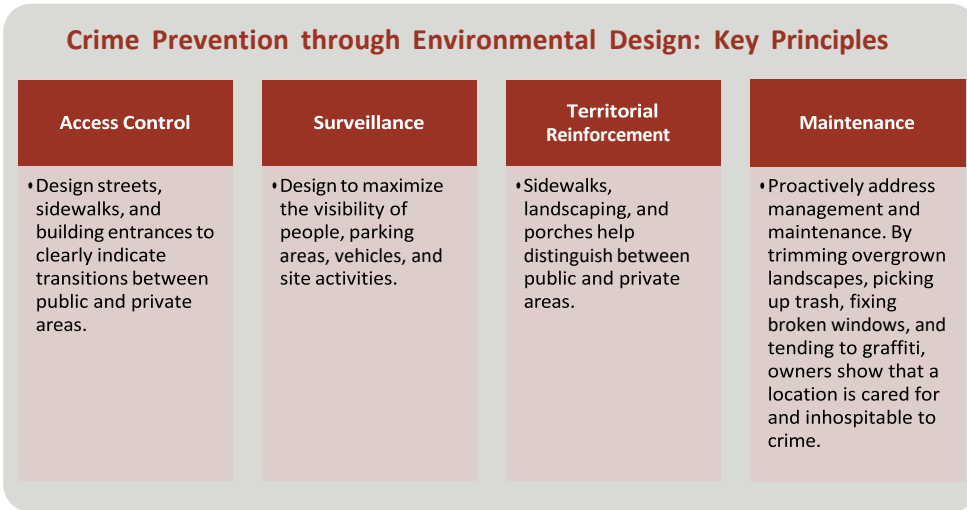 Crime Prevention through Environmental Design: Key Principles
Access Control
•Design streets,
sidewalks, and
building entrances to
clearly indicate
transitions between
public and private
areas.
Surveillance
•Design to maximize
the visibility of
people, parking
areas, vehicles, and
site activities.
Territorial
Reinforcement
•Sidewalks,
landscaping, and
porches help
distinguish between
public and private
areas.
Maintenance
•Proactively address
management and
maintenance. By
trimming overgrown
landscapes, picking
up trash, fixing
broken windows, and
tending to graffiti,
owners show that a
location is cared for
and inhospitable to
crime.